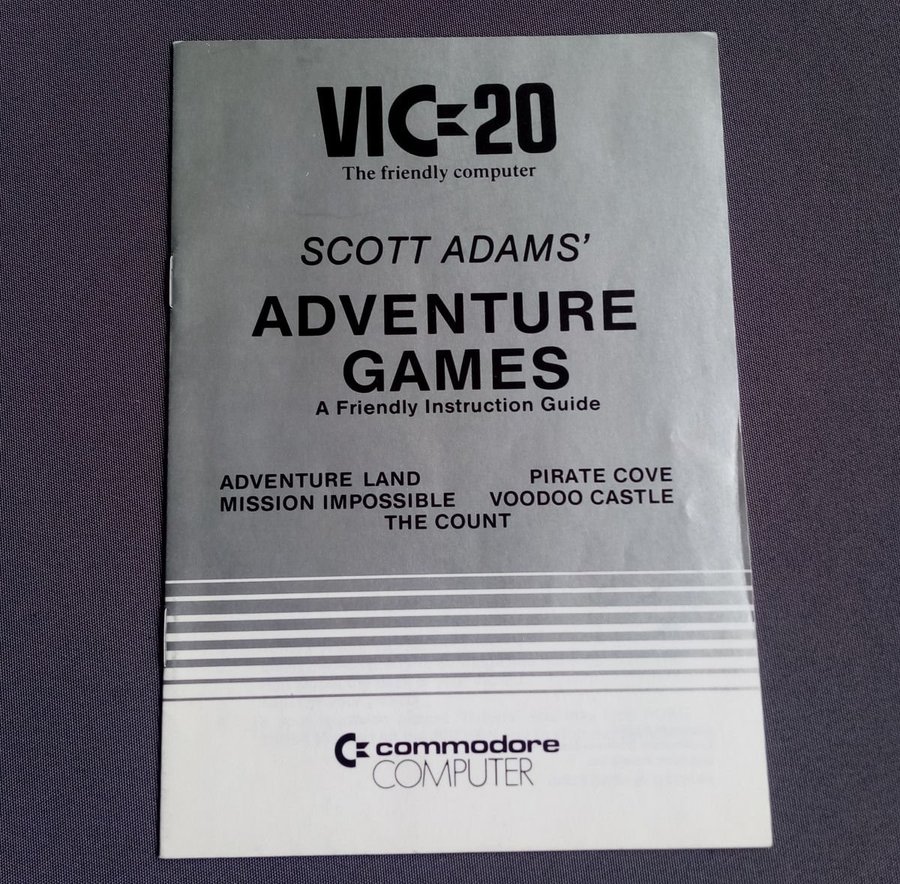 VIC-20
The friendly computer
SCOTT ADAMS'
ADVENTURE
GAMES
A Friendly Instruction Guide
ADVENTURE LAND PIRATE COVE
MISSION IMPOSSIBLE VOODOO CASTLE
THE COUNT
commodore
COMPUTER